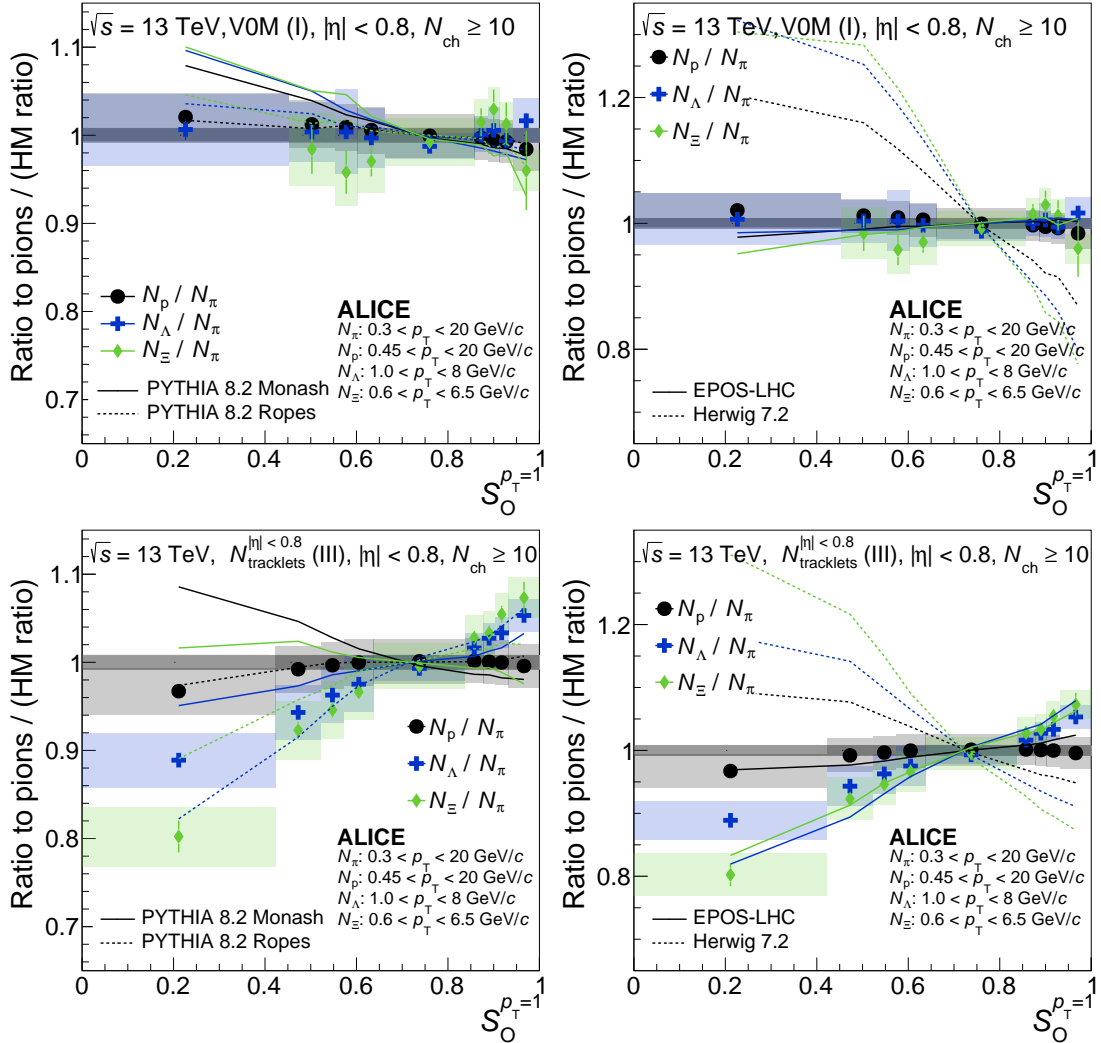 √s = 13 TeV, V0M (I), |η| < 0.8, N_ch ≥ 10
Ratio to pions / (HM ratio)
1.1
1
0.9
0.8
0.7
N_p / N_π
N_Λ / N_π
N_Ξ / N_π
PYTHIA 8.2 Monash
PYTHIA 8.2 Ropes
ALICE
N_π: 0.3 < p_T < 20 GeV/c
N_p: 0.45 < p_T < 20 GeV/c
N_Λ: 1.0 < p_T < 8 GeV/c
N_Ξ: 0.6 < p_T < 6.5 GeV/c
0 0.2 0.4 0.6 0.8 1
S_O^{p_T=1}
√s = 13 TeV, V0M (I), |η| < 0.8, N_ch ≥ 10
Ratio to pions / (HM ratio)
1.2
1
0.8
N_p / N_π
N_Λ / N_π
N_Ξ / N_π
ALICE
N_π: 0.3 < p_T < 20 GeV/c
N_p: 0.45 < p_T < 20 GeV/c
N_Λ: 1.0 < p_T < 8 GeV/c
N_Ξ: 0.6 < p_T < 6.5 GeV/c
EPOS-LHC
Herwig 7.2
0 0.2 0.4 0.6 0.8 1
S_O^{p_T=1}
√s = 13 TeV, N_tracklets^{|η| < 0.8} (III), |η| < 0.8, N_ch ≥ 10
Ratio to pions / (HM ratio)
1.1
1
0.9
0.8
0.7
N_p / N_π
N_Λ / N_π
N_Ξ / N_π
ALICE
N_π: 0.3 < p_T < 20 GeV/c
N_p: 0.45 < p_T < 20 GeV/c
N_Λ: 1.0 < p_T < 8 GeV/c
N_Ξ: 0.6 < p_T < 6.5 GeV/c
PYTHIA 8.2 Monash
PYTHIA 8.2 Ropes
0 0.2 0.4 0.6 0.8 1
S_O^{p_T=1}
√s = 13 TeV, N_tracklets^{|η| < 0.8} (III), |η| < 0.8, N_ch ≥ 10
Ratio to pions / (HM ratio)
1.2
1
0.8
N_p / N_π
N_Λ / N_π
N_Ξ / N_π
ALICE
N_π: 0.3 < p_T < 20 GeV/c
N_p: 0.45 < p_T < 20 GeV/c
N_Λ: 1.0 < p_T < 8 GeV/c
N_Ξ: 0.6 < p_T < 6.5 GeV/c
EPOS-LHC
Herwig 7.2
0 0.2 0.4 0.6 0.8 1
S_O^{p_T=1}